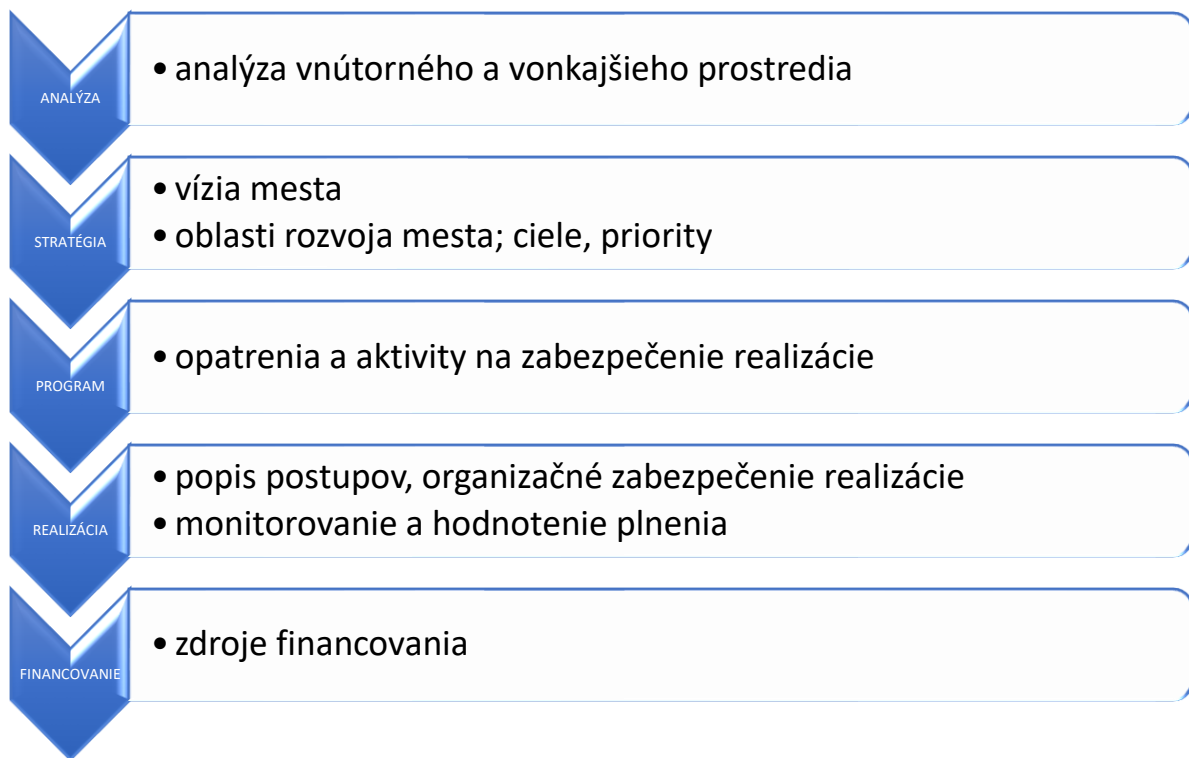 ANALÝZA
• analýza vnútorného a vonkajšieho prostredia
STRATÉGIA
• vízia mesta
• oblasti rozvoja mesta; ciele, priority
PROGRAM
• opatrenia a aktivity na zabezpečenie realizácie
REALIZÁCIA
• popis postupov, organizačné zabezpečenie realizácie
• monitorovanie a hodnotenie plnenia
FINANCOVANIE
• zdroje financovania